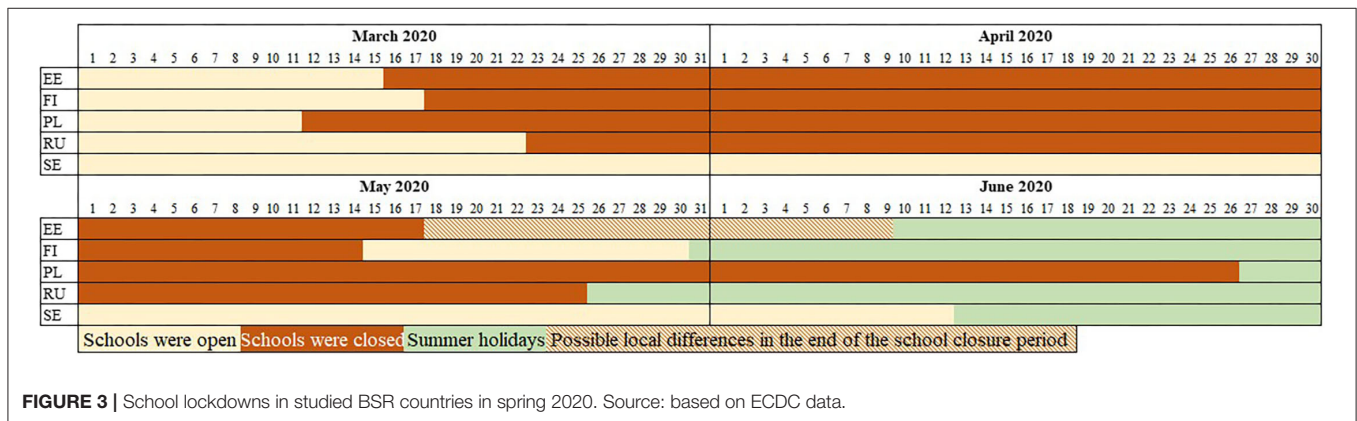 March 2020 April 2020
1 2 3 4 5 6 7 8 9 10 11 12 13 14 15 16 17 18 19 20 21 22 23 24 25 26 27 28 29 30 31 1 2 3 4 5 6 7 8 9 10 11 12 13 14 15 16 17 18 19 20 21 22 23 24 25 26 27 28 29 30
EE
FI
PL
RU
SE
May 2020 June 2020
1 2 3 4 5 6 7 8 9 10 11 12 13 14 15 16 17 18 19 20 21 22 23 24 25 26 27 28 29 30 31 1 2 3 4 5 6 7 8 9 10 11 12 13 14 15 16 17 18 19 20 21 22 23 24 25 26 27 28 29 30
EE
FI
PL
RU
SE
Schools were open Schools were closed Summer holidays Possible local differences in the end of the school closure period
FIGURE 3 | School lockdowns in studied BSR countries in spring 2020. Source: based on ECDC data.